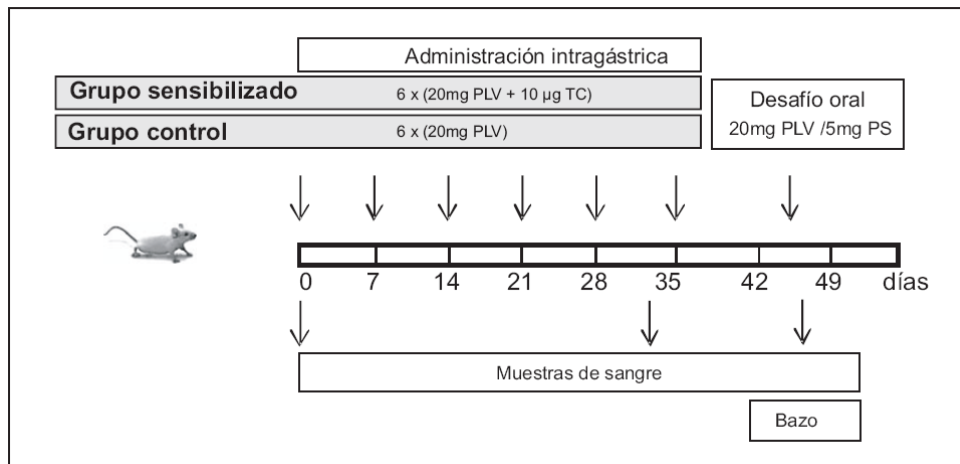 Administración intragástrica
Grupo sensibilizado 6 x (20mg PLV + 10 µg TC)
Grupo control 6 x (20mg PLV)
Desafío oral
20mg PLV /5mg PS
0 7 14 21 28 35 42 49 días
Muestras de sangre
Bazo